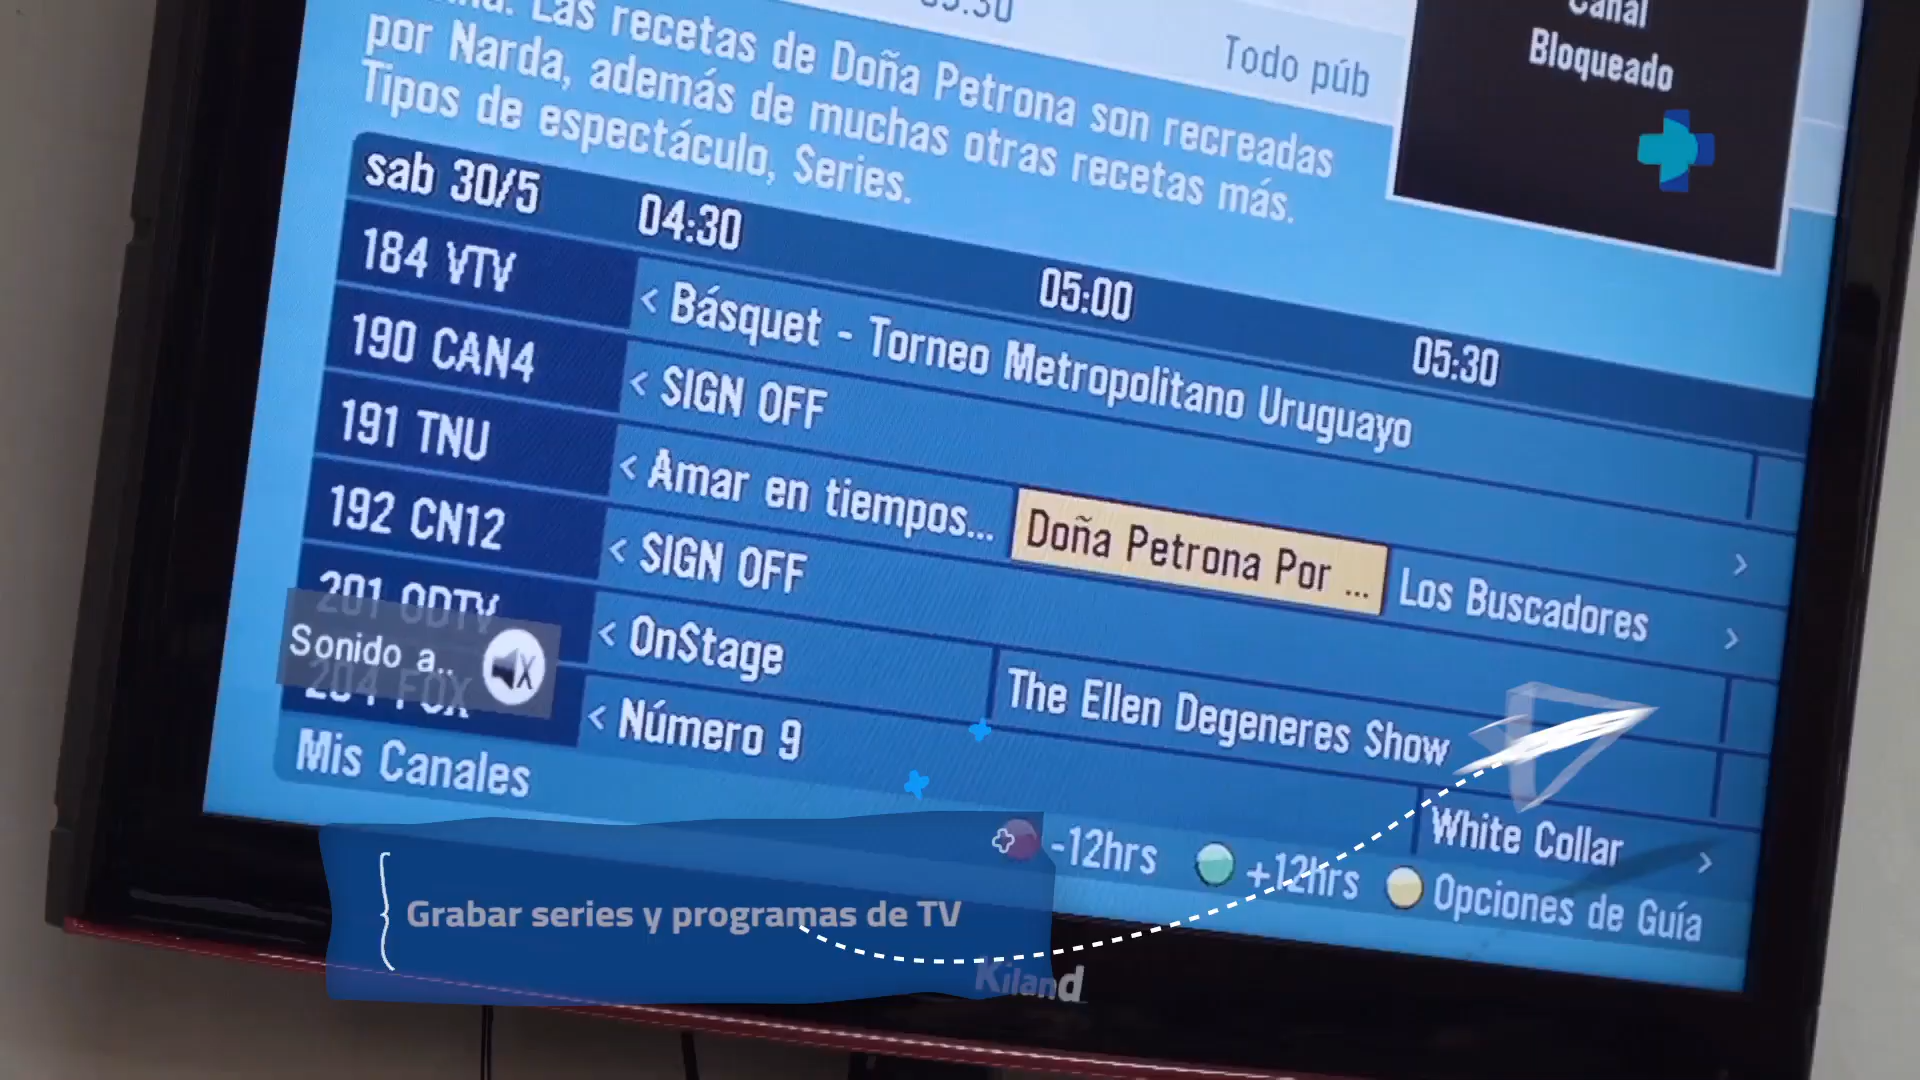 Canal
Bloqueado
Todo púb
Las recetas de Doña Petrona son recreadas
por Narda, además de muchas otras recetas más.
Tipos de espectáculo, Series.
sab 30/5 04:30 05:00 05:30
184 VTV < Básquet - Torneo Metropolitano Uruguayo
190 CAN4 < SIGN OFF >
191 TNU < Amar en tiempos... Doña Petrona Por ... Los Buscadores >
192 CN12 < SIGN OFF
201 ODTV < OnStage The Ellen Degeneres Show
204 FOX < Número 9 White Collar >
Sonido a..
Mis Canales
-12hrs +12hrs Opciones de Guía
Grabar series y programas de TV
Kiland